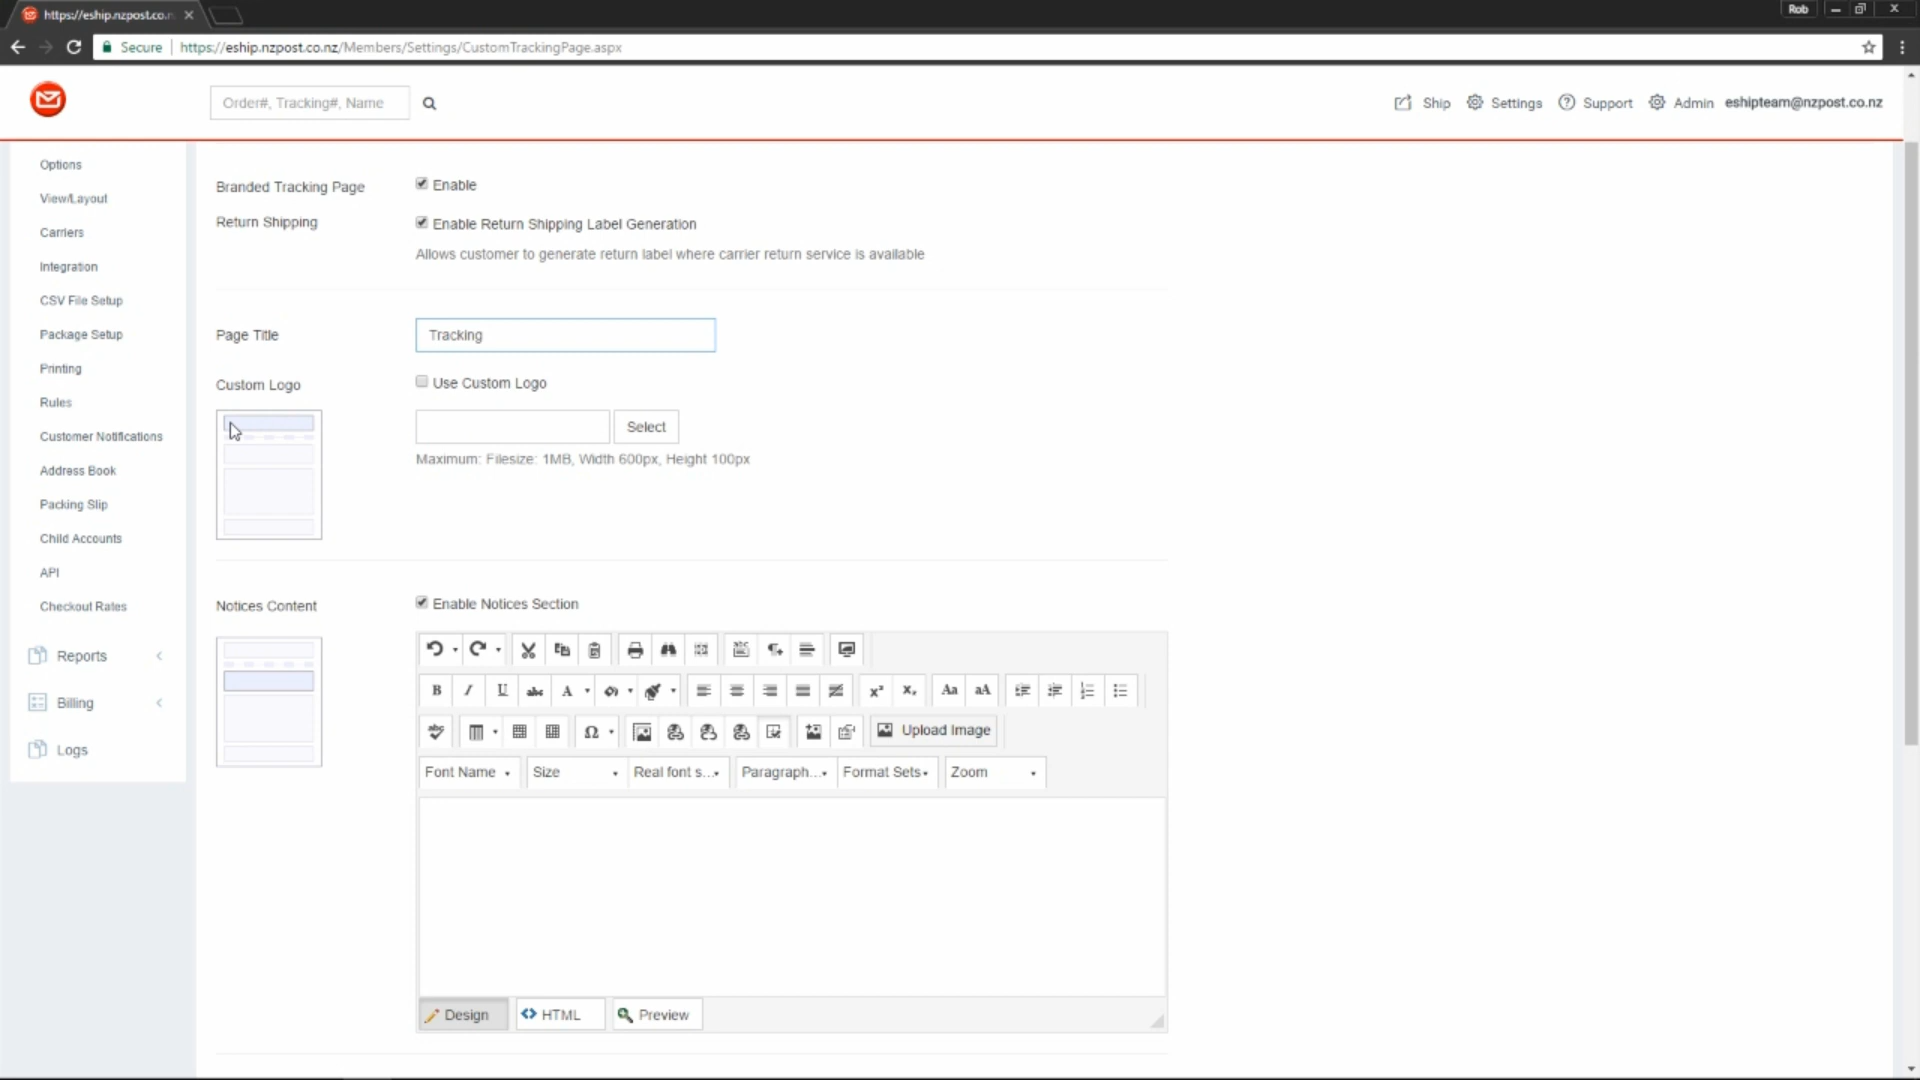 https://eship.nzpost.co.n
Rob
Secure
https://eship.nzpost.co.nz/Members/Settings/CustomTrackingPage.aspx
Order#, Tracking#, Name
Ship
Settings
Support
Admin
eshipteam@nzpost.co.nz
Options
View/Layout
Carriers
Integration
CSV File Setup
Package Setup
Printing
Rules
Customer Notifications
Address Book
Packing Slip
Child Accounts
API
Checkout Rates
Reports
Billing
Logs
Branded Tracking Page
Enable
Return Shipping
Enable Return Shipping Label Generation
Allows customer to generate return label where carrier return service is available
Page Title
Tracking
Custom Logo
Use Custom Logo
Select
Maximum: Filesize: 1MB, Width 600px, Height 100px
Notices Content
Enable Notices Section
B I U abc A
x² Aa aA
abc
Ω
Upload Image
Font Name
Size
Real font s...
Paragraph...
Format Sets
Zoom
Design
HTML
Preview